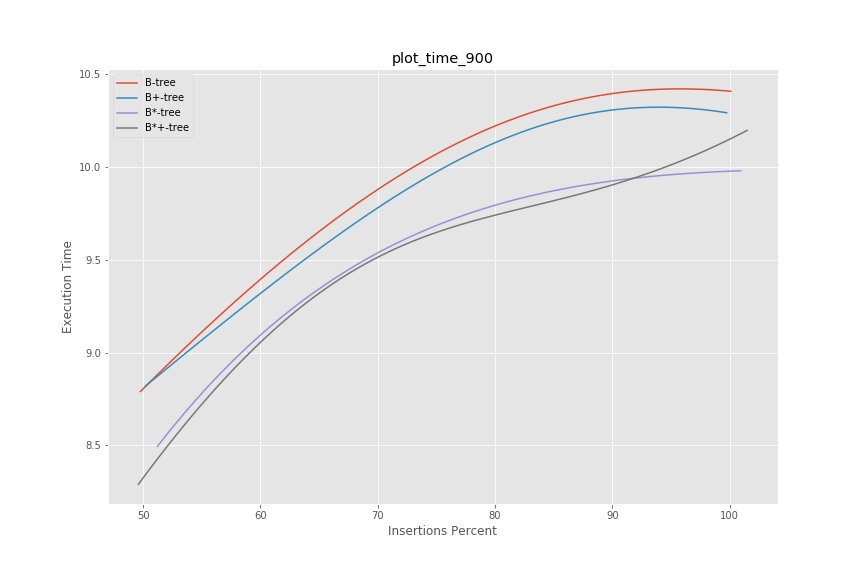 plot_time_900
B-tree
B+-tree
B*-tree
B*+-tree
10.5
10.0
9.5
9.0
8.5
Execution Time
50 60 70 80 90 100
Insertions Percent